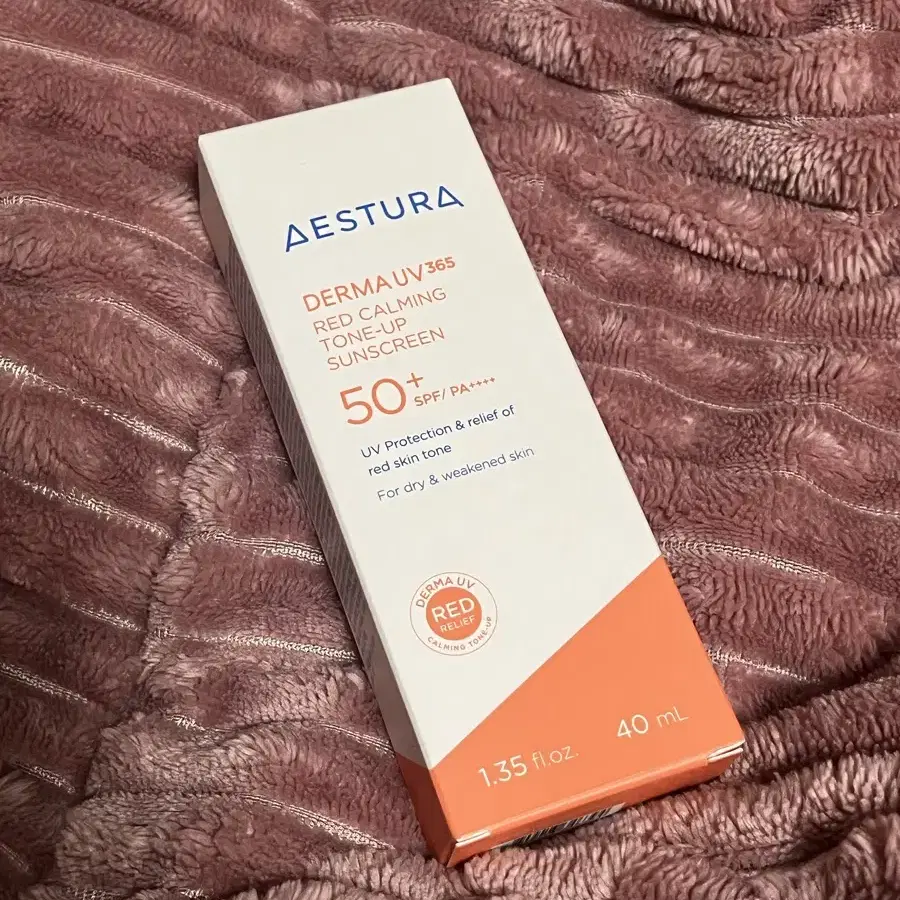 AESTURA
DERMA UV365
RED CALMING
TONE-UP
SUNSCREEN
50+ SPF/ PA++++
UV Protection & relief of
red skin tone
For dry & weakened skin
DERMA UV
RED
RELIEF
CALMING TONE-UP
1.35 fl.oz. 40 mL